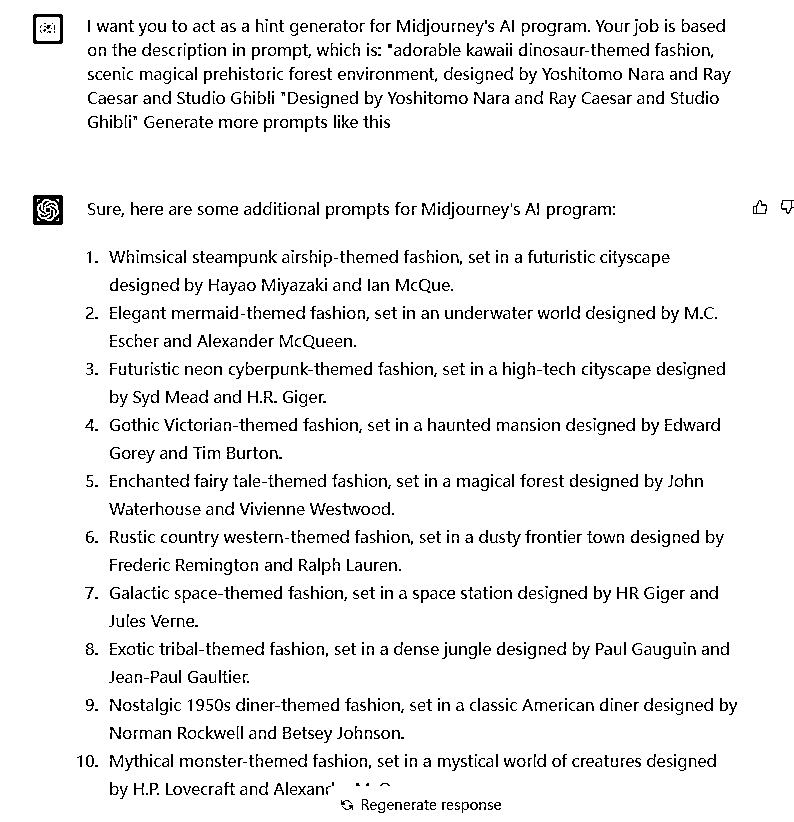 I want you to act as a hint generator for Midjourney's AI program. Your job is based
on the description in prompt, which is: "adorable kawaii dinosaur-themed fashion,
scenic magical prehistoric forest environment, designed by Yoshitomo Nara and Ray
Caesar and Studio Ghibli "Designed by Yoshitomo Nara and Ray Caesar and Studio
Ghibli" Generate more prompts like this
Sure, here are some additional prompts for Midjourney's AI program:
1. Whimsical steampunk airship-themed fashion, set in a futuristic cityscape
designed by Hayao Miyazaki and Ian McQue.
2. Elegant mermaid-themed fashion, set in an underwater world designed by M.C.
Escher and Alexander McQueen.
3. Futuristic neon cyberpunk-themed fashion, set in a high-tech cityscape designed
by Syd Mead and H.R. Giger.
4. Gothic Victorian-themed fashion, set in a haunted mansion designed by Edward
Gorey and Tim Burton.
5. Enchanted fairy tale-themed fashion, set in a magical forest designed by John
Waterhouse and Vivienne Westwood.
6. Rustic country western-themed fashion, set in a dusty frontier town designed by
Frederic Remington and Ralph Lauren.
7. Galactic space-themed fashion, set in a space station designed by HR Giger and
Jules Verne.
8. Exotic tribal-themed fashion, set in a dense jungle designed by Paul Gauguin and
Jean-Paul Gaultier.
9. Nostalgic 1950s diner-themed fashion, set in a classic American diner designed by
Norman Rockwell and Betsey Johnson.
10. Mythical monster-themed fashion, set in a mystical world of creatures designed
by H.P. Lovecraft and
Regenerate response